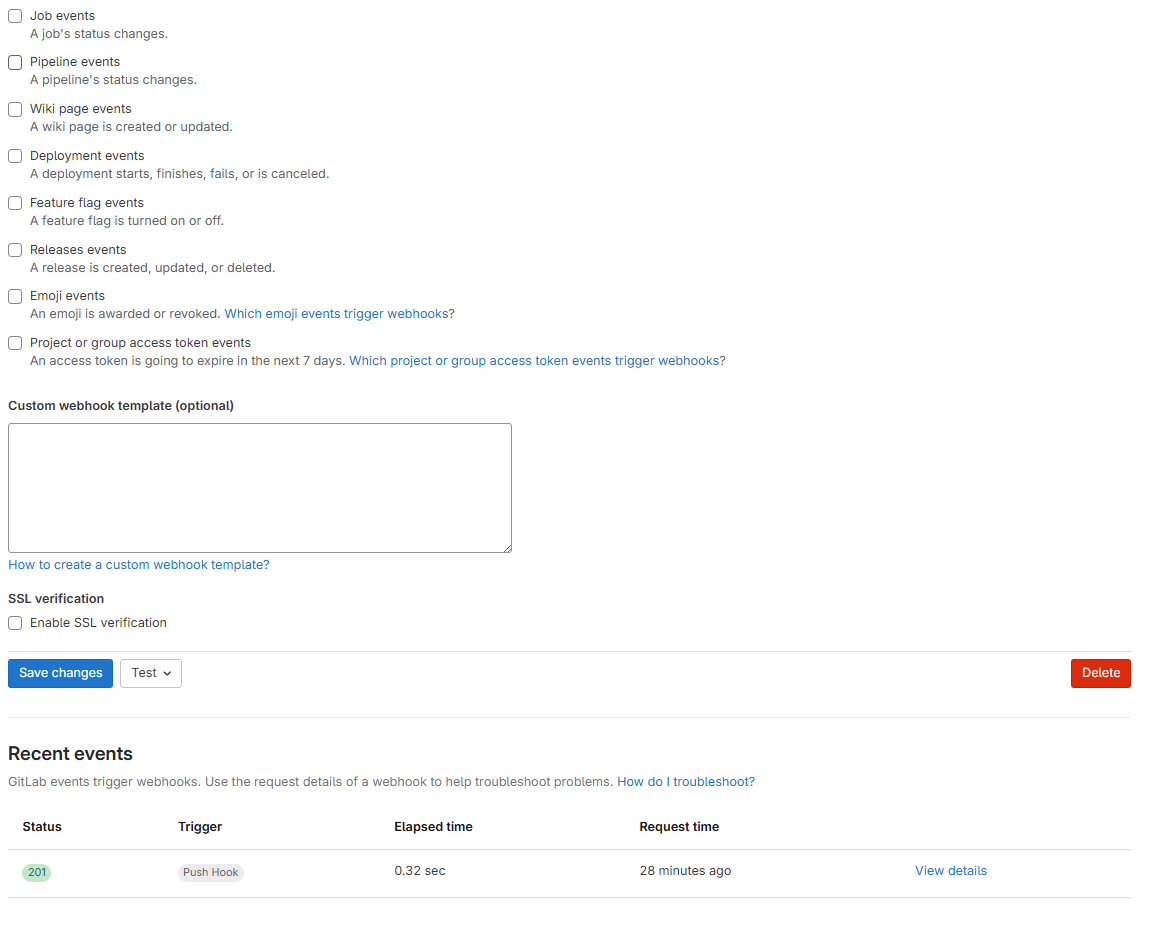 Job events
A job's status changes.
Pipeline events
A pipeline's status changes.
Wiki page events
A wiki page is created or updated.
Deployment events
A deployment starts, finishes, fails, or is canceled.
Feature flag events
A feature flag is turned on or off.
Releases events
A release is created, updated, or deleted.
Emoji events
An emoji is awarded or revoked. Which emoji events trigger webhooks?
Project or group access token events
An access token is going to expire in the next 7 days. Which project or group access token events trigger webhooks?
Custom webhook template (optional)
How to create a custom webhook template?
SSL verification
Enable SSL verification
Save changes Test Delete
Recent events
GitLab events trigger webhooks. Use the request details of a webhook to help troubleshoot problems. How do I troubleshoot?
Status Trigger Elapsed time Request time
201 Push Hook 0.32 sec 28 minutes ago View details